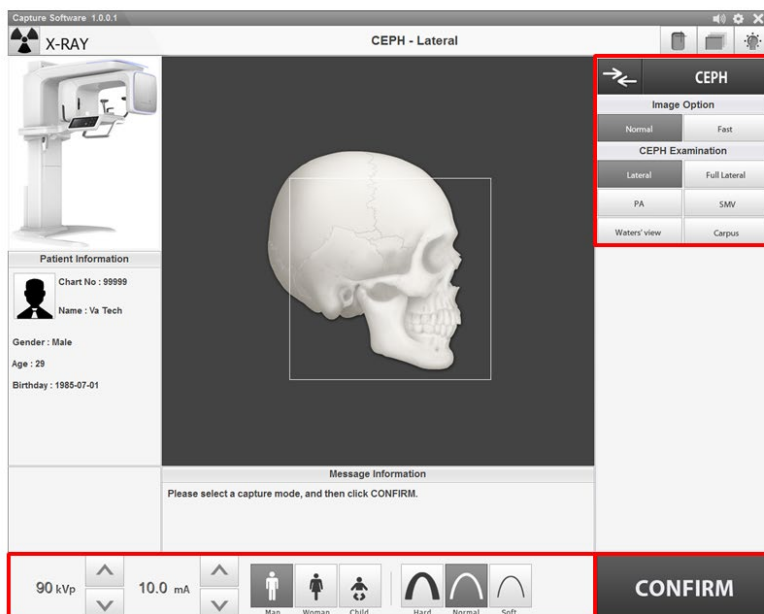 Capture Software 1.0.0.1
X-RAY
CEPH - Lateral
CEPH
Image Option
Normal
Fast
CEPH Examination
Lateral
Full Lateral
PA
SMV
Waters' view
Carpus
Patient Information
Chart No : 99999
Name : Va Tech
Gender : Male
Age : 29
Birthday : 1985-07-01
Message Information
Please select a capture mode, and then click CONFIRM.
90 kVp
10.0 mA
Man
Woman
Child
Hard
Normal
Soft
CONFIRM